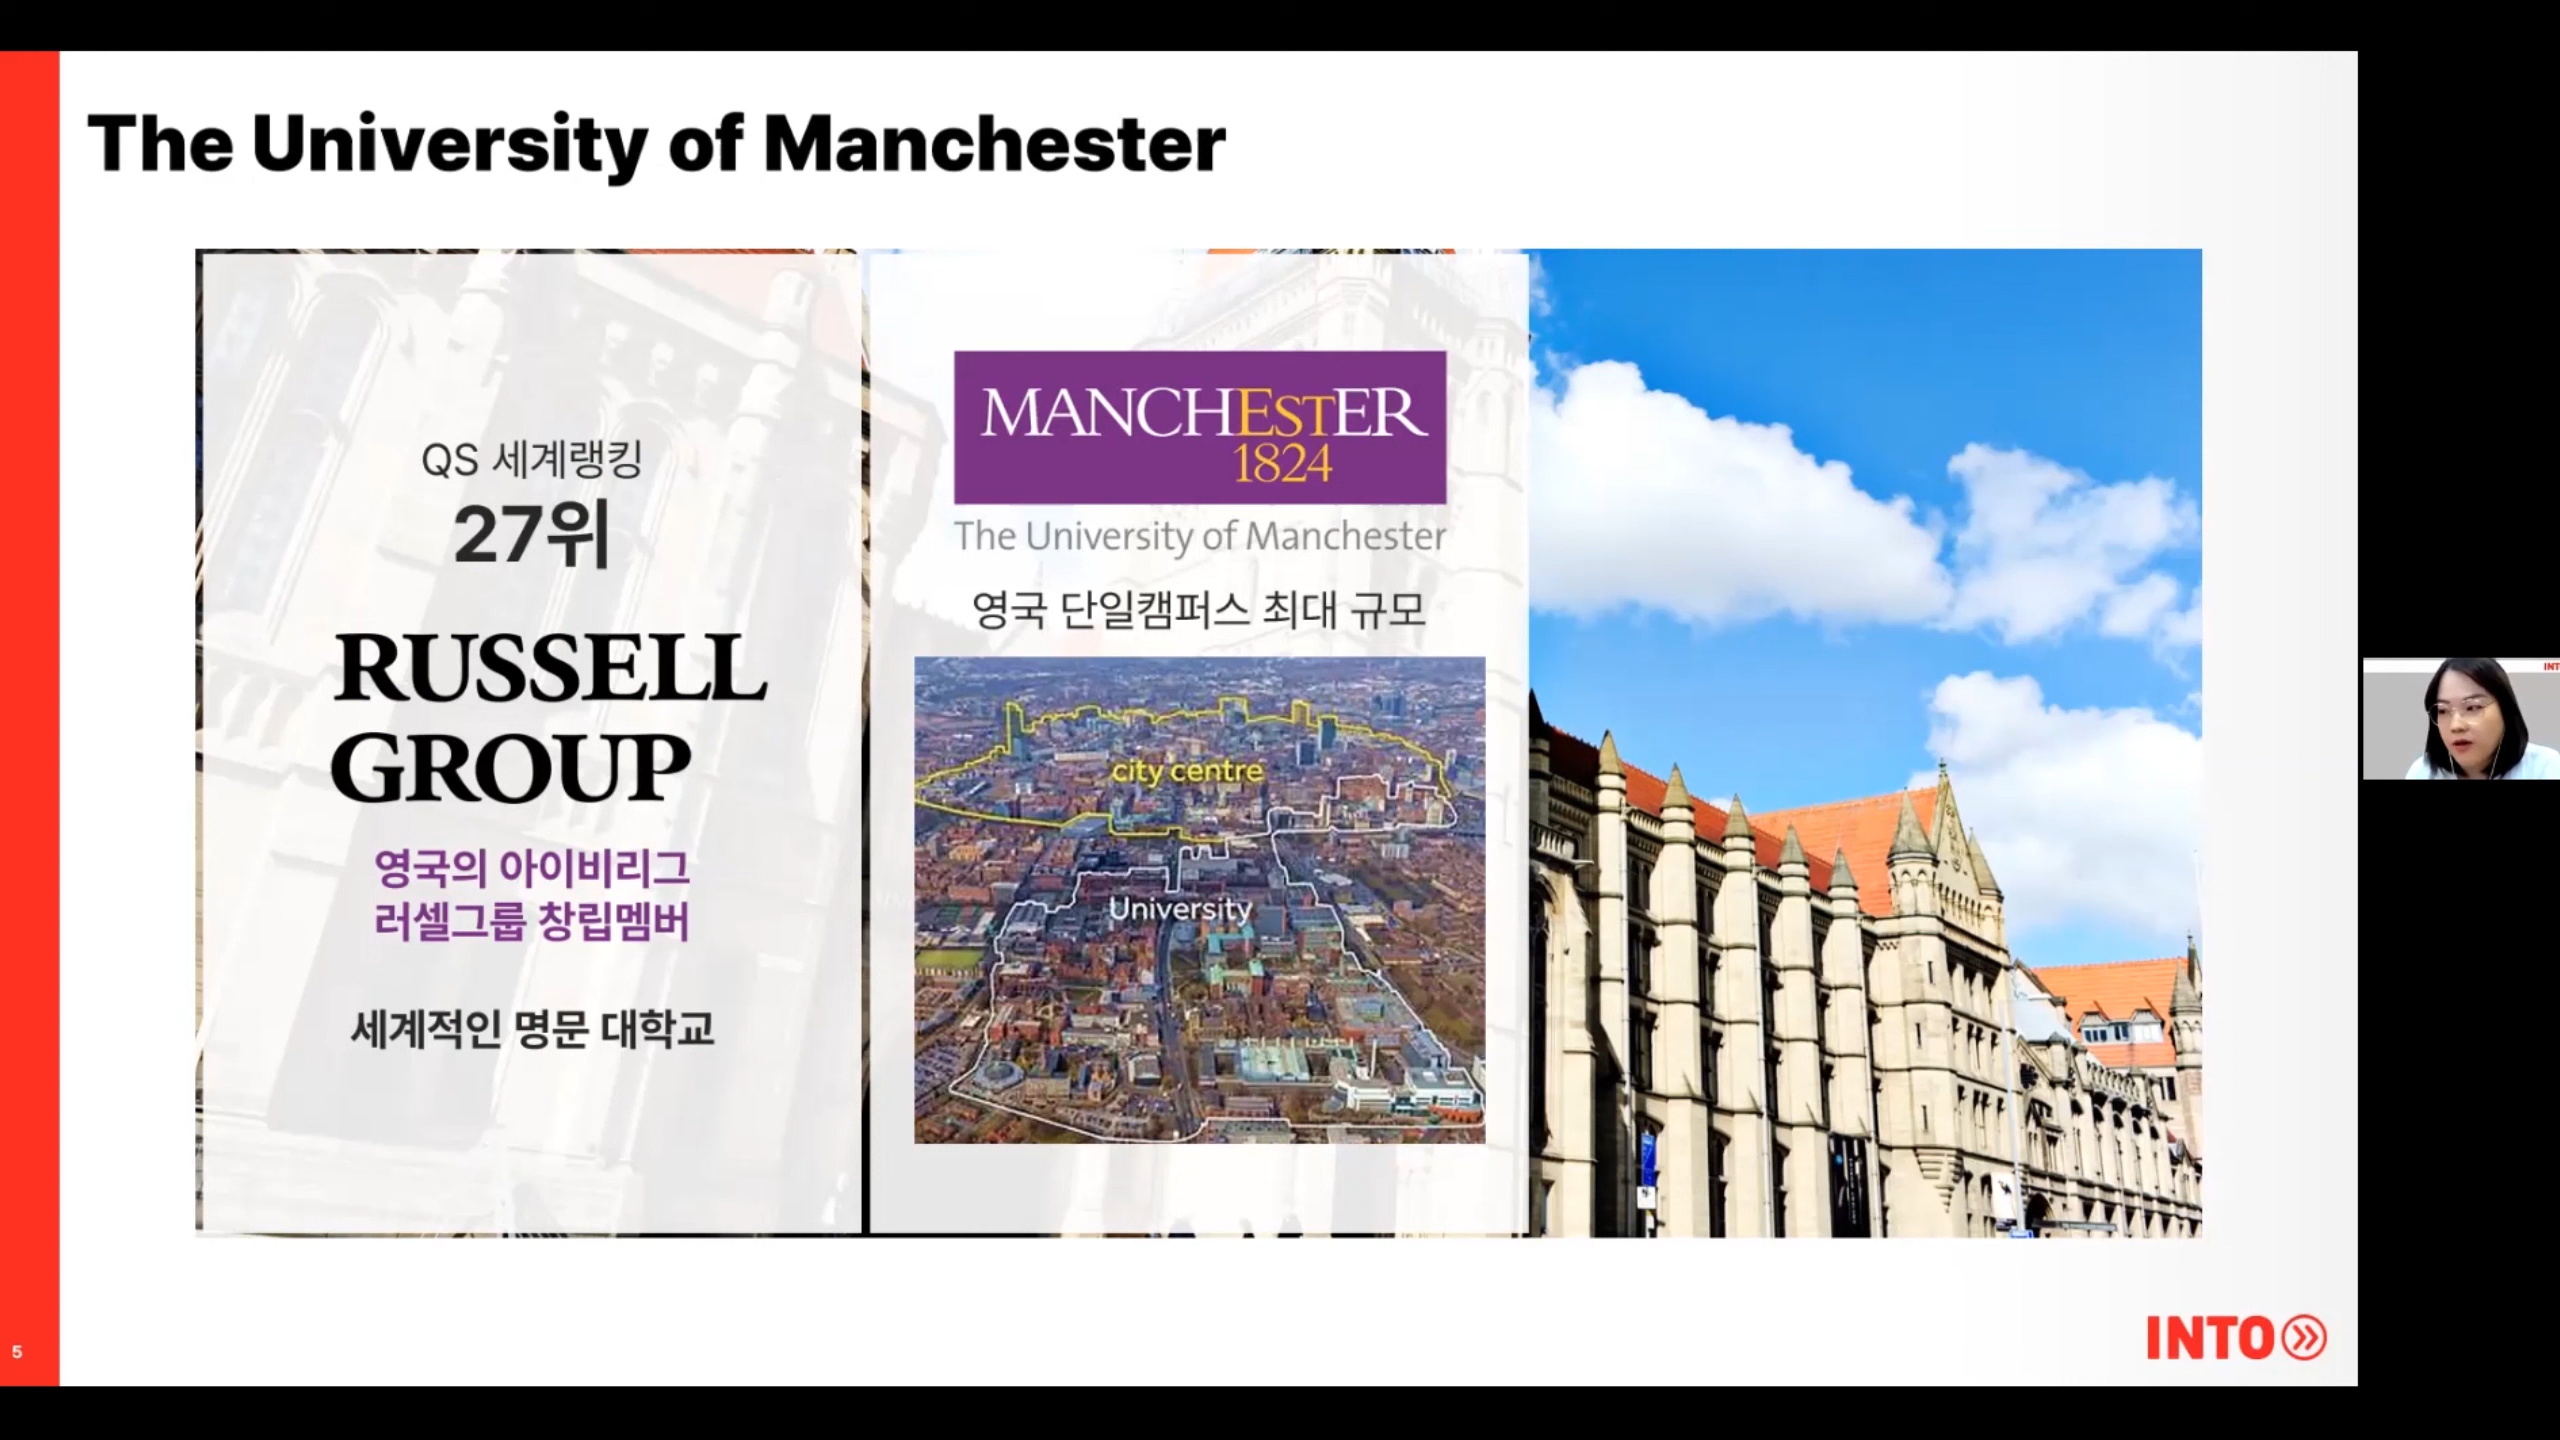 The University of Manchester
QS 세계랭킹
27위
RUSSELL
GROUP
영국의 아이비리그
러셀그룹 창립멤버
세계적인 명문 대학교
MANCHESTER
1824
The University of Manchester
영국 단일캠퍼스 최대 규모
city centre
University
INT
5
INTO